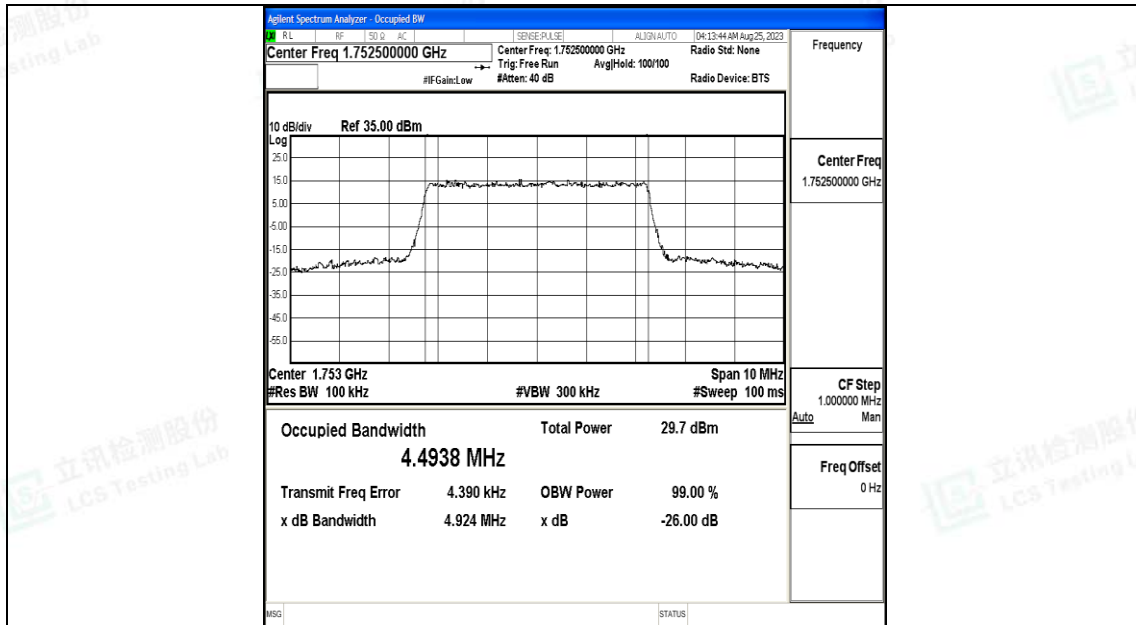 Agilent Spectrum Analyzer - Occupied BW
LXI RL RF 50 Ω AC SENSE:PULSE ALIGN AUTO 04:13:44 AM Aug 25, 2023
Center Freq 1.752500000 GHz
Center Freq: 1.752500000 GHz Radio Std: None
Trig: Free Run Avg|Hold: 100/100
#IFGain:Low #Atten: 40 dB Radio Device: BTS
10 dB/div Ref 35.00 dBm
Log
25.0
15.0
5.00
-5.00
-15.0
-25.0
-35.0
-45.0
-55.0
Center 1.753 GHz Span 10 MHz
#Res BW 100 kHz #VBW 300 kHz #Sweep 100 ms
Occupied Bandwidth Total Power 29.7 dBm
4.4938 MHz
Transmit Freq Error 4.390 kHz OBW Power 99.00 %
x dB Bandwidth 4.924 MHz x dB -26.00 dB
MSG STATUS
Frequency
Center Freq
1.752500000 GHz
CF Step
1.000000 MHz
Auto Man
Freq Offset
0 Hz
立讯检测股份
LCS Testing Lab